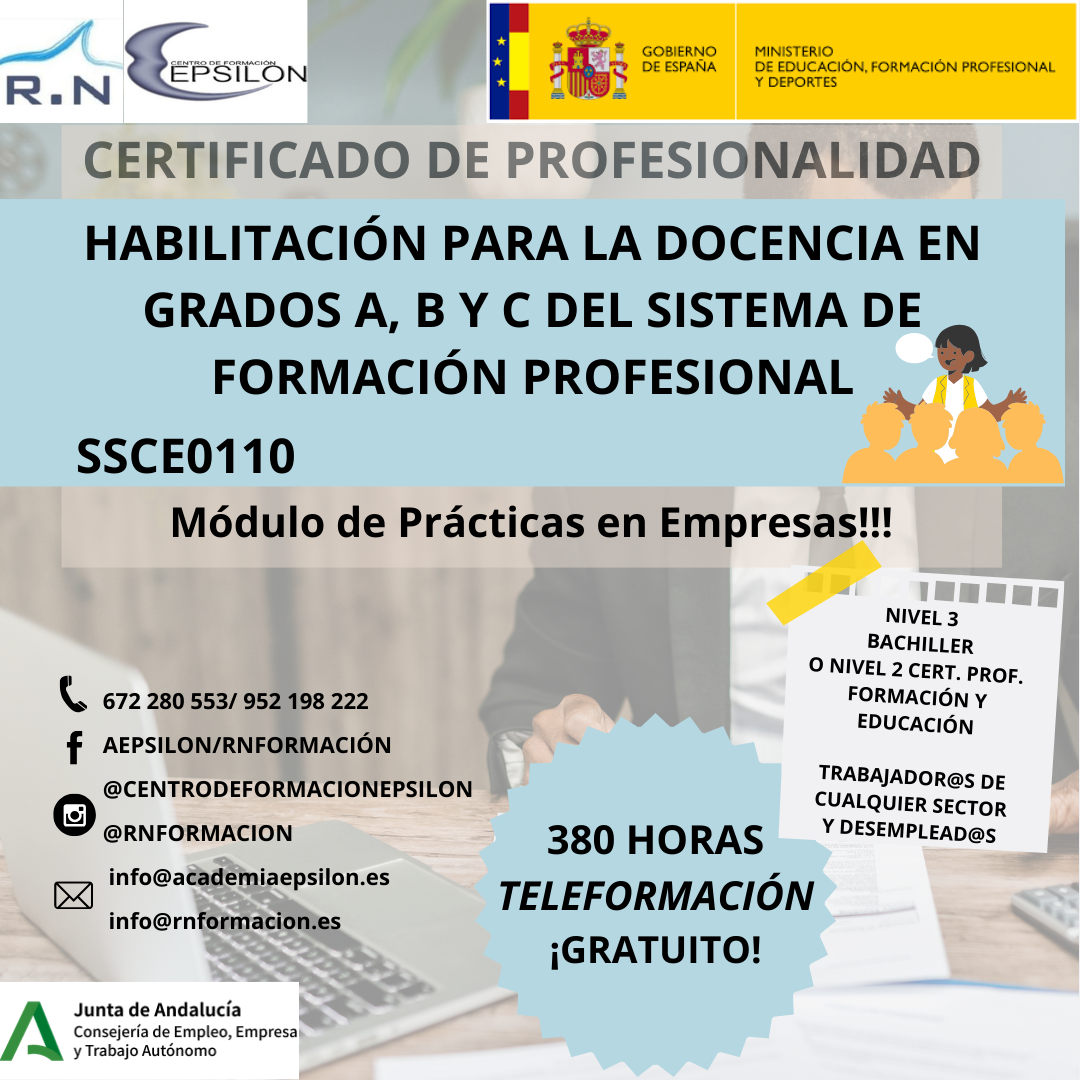 R.N
CENTRO DE FORMACIÓN
EPSILON
GOBIERNO
DE ESPAÑA
MINISTERIO
DE EDUCACIÓN, FORMACIÓN PROFESIONAL
Y DEPORTES
CERTIFICADO DE PROFESIONALIDAD
HABILITACIÓN PARA LA DOCENCIA EN
GRADOS A, B Y C DEL SISTEMA DE
FORMACIÓN PROFESIONAL
SSCE0110
Módulo de Prácticas en Empresas!!!
NIVEL 3
BACHILLER
O NIVEL 2 CERT. PROF.
FORMACIÓN Y
EDUCACIÓN
TRABAJADOR@S DE
CUALQUIER SECTOR
Y DESEMPLEAD@S
672 280 553/ 952 198 222
AEPSILON/RNFORMACIÓN
@CENTRODEFORMACIONEPSILON
@RNFORMACION
info@academiaepsilon.es
info@rnformacion.es
380 HORAS
TELEFORMACIÓN
¡GRATUITO!
Junta de Andalucía
Consejería de Empleo, Empresa
y Trabajo Autónomo